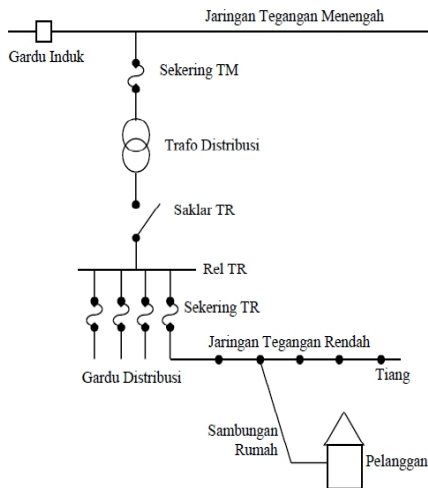 Jaringan Tegangan Menengah
Gardu Induk
Sekering TM
Trafo Distribusi
Saklar TR
Rel TR
Sekering TR
Jaringan Tegangan Rendah
Gardu Distribusi
Tiang
Sambungan
Rumah
Pelanggan